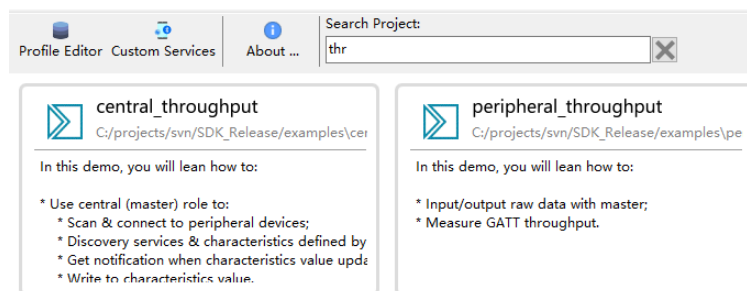 Search Project:
Profile Editor Custom Services About ... thr
central_throughput
C:/projects/svn/SDK_Release/examples\cer
In this demo, you will lean how to:
* Use central (master) role to:
* Scan & connect to peripheral devices;
* Discovery services & characteristics defined by
* Get notification when characteristics value upda
* Write to characteristics value.
peripheral_throughput
C:/projects/svn/SDK_Release/examples\pe
In this demo, you will lean how to:
* Input/output raw data with master;
* Measure GATT throughput.